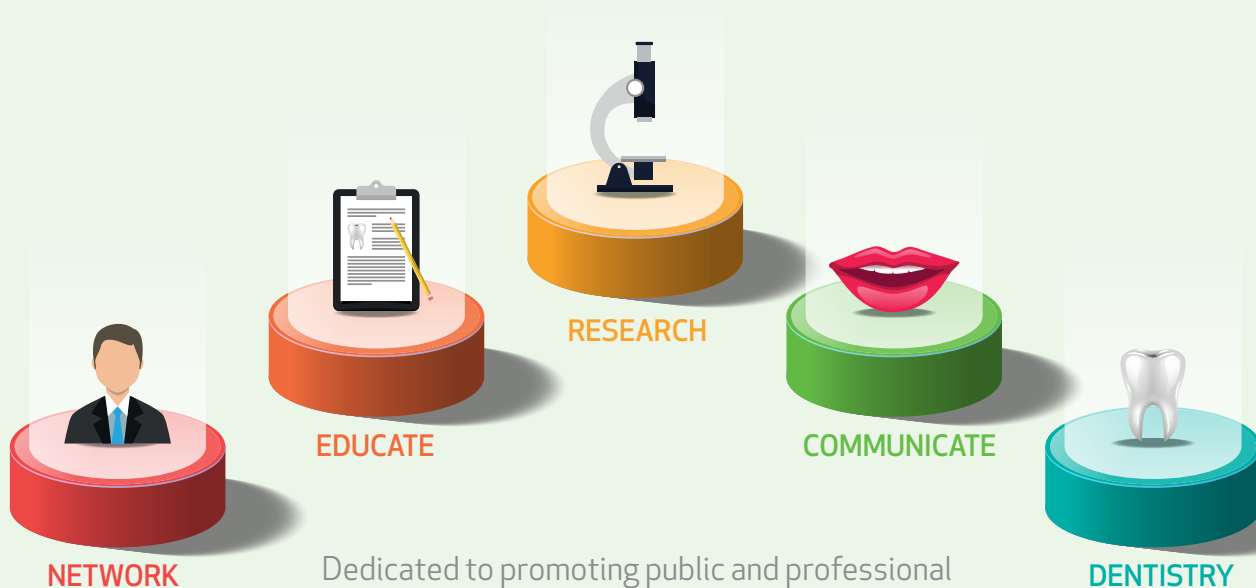 RESEARCH
EDUCATE
COMMUNICATE
NETWORK
Dedicated to promoting public and professional
DENTISTRY